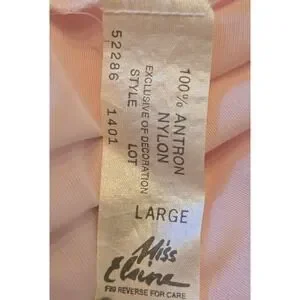 100% ANTRON
NYLON
EXCLUSIVE OF DECORATION
STYLE LOT
52286 1401
LARGE
Miss
Elaine
REVERSE FOR CARE